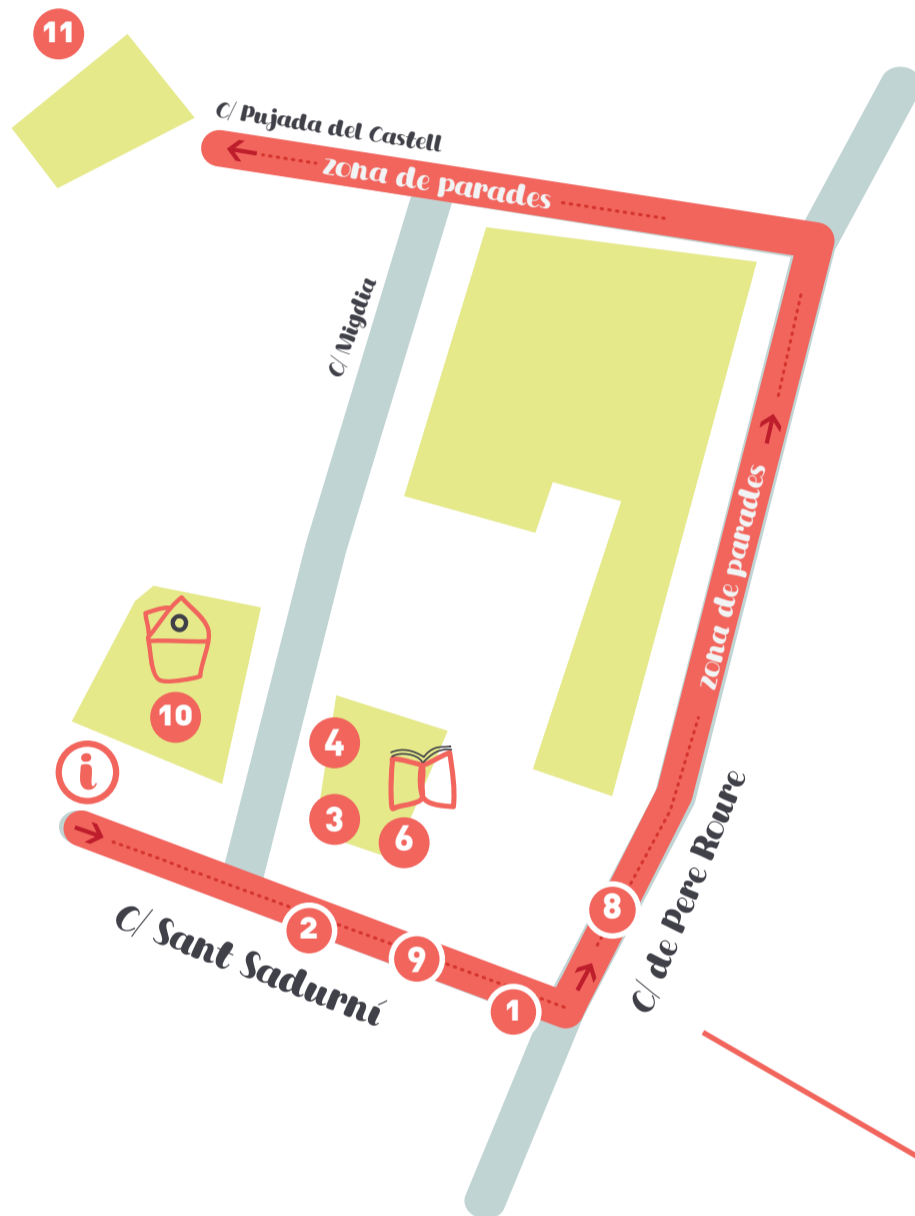 11
C/ Pujada del Castell
zona de parades
C/ Migdia
zona de parades
10
4
i
3
6
8
2
C/ Sant Sadurní
9
1
C/ de Pere Roure